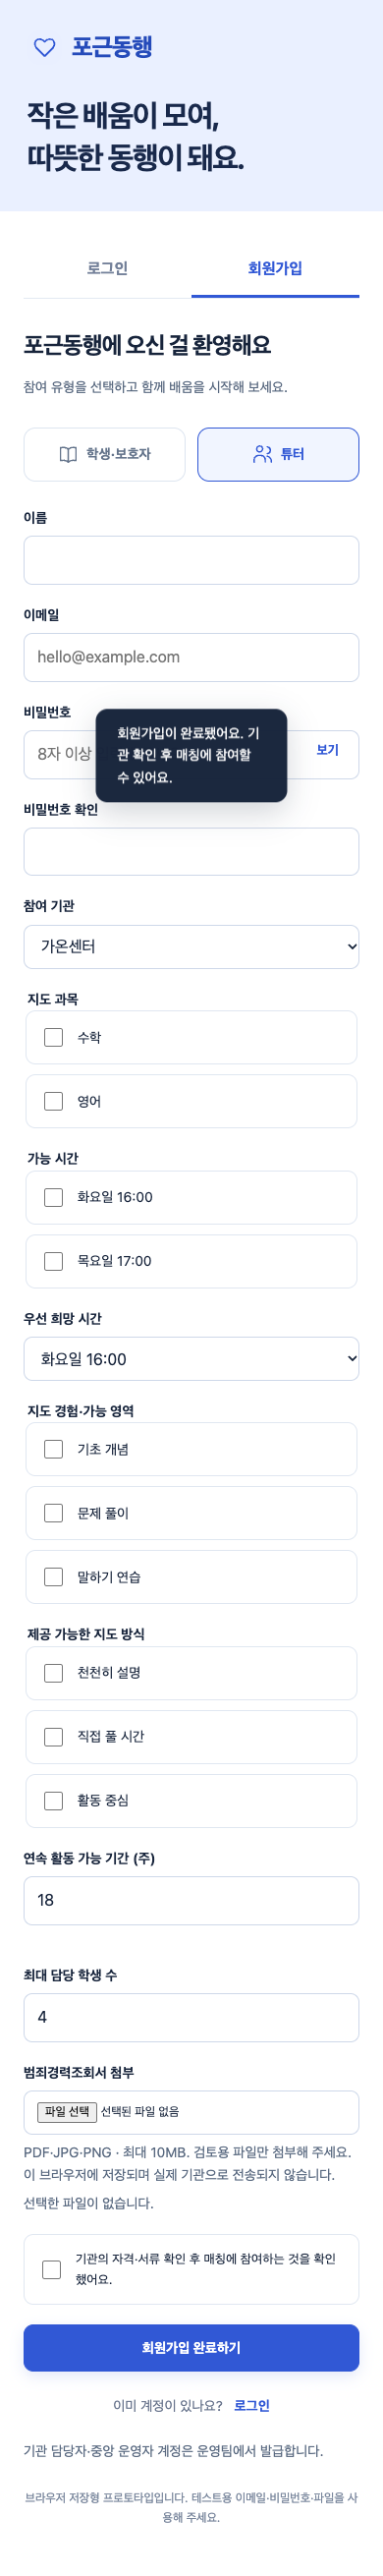 포근동행
작은 배움이 모여,
따뜻한 동행이 돼요.
로그인
회원가입
포근동행에 오신 걸 환영해요
참여 유형을 선택하고 함께 배움을 시작해 보세요.
학생·보호자
튜터
이름
이메일
hello@example.com
비밀번호
8자 이상
보기
회원가입이 완료됐어요. 기
관 확인 후 매칭에 참여할
수 있어요.
비밀번호 확인
참여 기관
가온센터
지도 과목
수학
영어
가능 시간
화요일 16:00
목요일 17:00
우선 희망 시간
화요일 16:00
지도 경험·가능 영역
기초 개념
문제 풀이
말하기 연습
제공 가능한 지도 방식
천천히 설명
직접 풀 시간
활동 중심
연속 활동 가능 기간 (주)
18
최대 담당 학생 수
4
범죄경력조회서 첨부
파일 선택 선택된 파일 없음
PDF·JPG·PNG · 최대 10MB. 검토용 파일만 첨부해 주세요.
이 브라우저에 저장되며 실제 기관으로 전송되지 않습니다.
선택한 파일이 없습니다.
기관의 자격·서류 확인 후 매칭에 참여하는 것을 확인
했어요.
회원가입 완료하기
이미 계정이 있나요? 로그인
기관 담당자·중앙 운영자 계정은 운영팀에서 발급합니다.
브라우저 저장형 프로토타입입니다. 테스트용 이메일·비밀번호·파일을 사
용해 주세요.